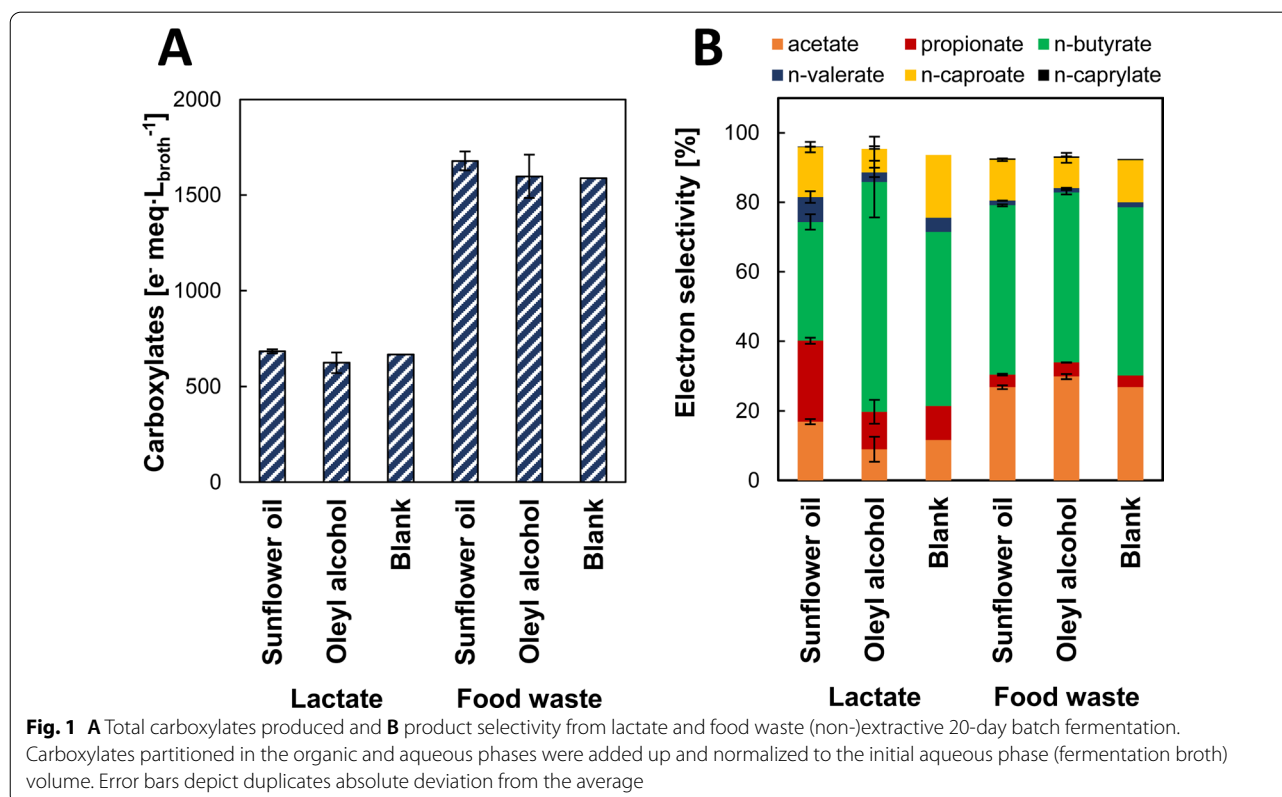 A
Carboxylates [e⁻ meq·L_broth⁻¹]
2000
1500
1000
500
0
Sunflower oil
Oleyl alcohol
Blank
Sunflower oil
Oleyl alcohol
Blank
Lactate
Food waste
B
acetate propionate n-butyrate
n-valerate n-caproate n-caprylate
Electron selectivity [%]
100
80
60
40
20
0
Sunflower oil
Oleyl alcohol
Blank
Sunflower oil
Oleyl alcohol
Blank
Lactate
Food waste
Fig. 1 A Total carboxylates produced and B product selectivity from lactate and food waste (non-)extractive 20-day batch fermentation.
Carboxylates partitioned in the organic and aqueous phases were added up and normalized to the initial aqueous phase (fermentation broth)
volume. Error bars depict duplicates absolute deviation from the average